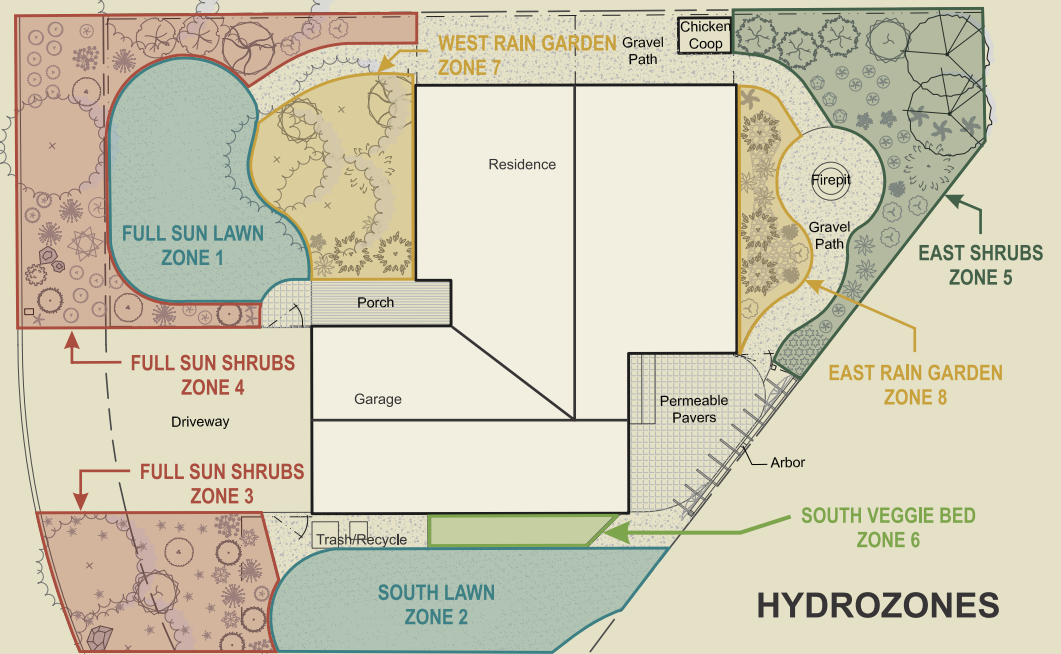 WEST RAIN GARDEN
ZONE 7
Gravel
Path
Chicken
Coop
Residence
Firepit
Gravel
Path
FULL SUN LAWN
ZONE 1
EAST SHRUBS
ZONE 5
Porch
FULL SUN SHRUBS
ZONE 4
EAST RAIN GARDEN
ZONE 8
Garage
Permeable
Pavers
Driveway
Arbor
FULL SUN SHRUBS
ZONE 3
SOUTH VEGGIE BED
ZONE 6
Trash/Recycle
SOUTH LAWN
ZONE 2
HYDROZONES